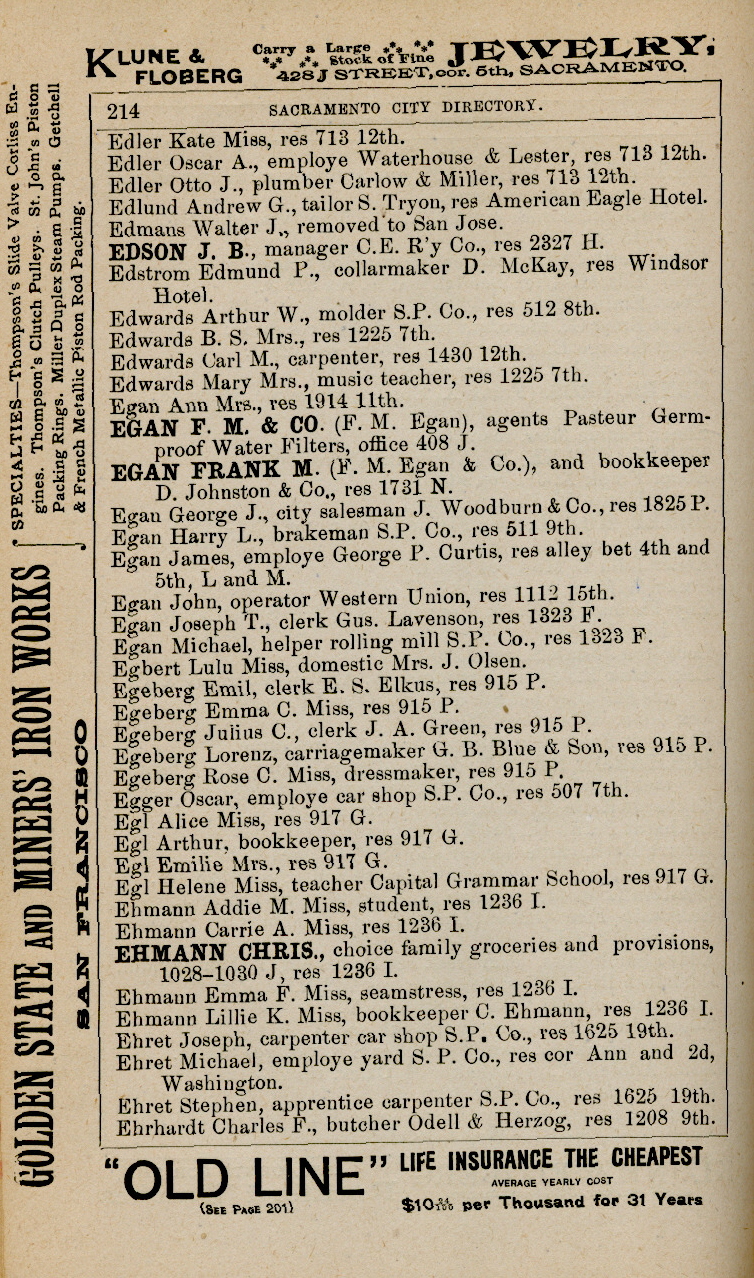 KLUNE & FLOBERG Carry a Large Stock of Fine JEWELRY,
428 J STREET, cor. 5th, SACRAMENTO.
214 SACRAMENTO CITY DIRECTORY.
Edler Kate Miss, res 713 12th.
Edler Oscar A., employe Waterhouse & Lester, res 713 12th.
Edler Otto J., plumber Carlow & Miller, res 713 12th.
Edlund Andrew G., tailor S. Tryon, res American Eagle Hotel.
Edmans Walter J., removed to San Jose.
EDSON J. B., manager C.E. R'y Co., res 2327 H.
Edstrom Edmund P., collarmaker D. McKay, res Windsor
Hotel.
Edwards Arthur W., molder S.P. Co., res 512 8th.
Edwards B. S. Mrs., res 1225 7th.
Edwards Carl M., carpenter, res 1430 12th.
Edwards Mary Mrs., music teacher, res 1225 7th.
Egan Ann Mrs., res 1914 11th.
EGAN F. M. & CO. (F. M. Egan), agents Pasteur Germ-
proof Water Filters, office 408 J.
EGAN FRANK M. (F. M. Egan & Co.), and bookkeeper
D. Johnston & Co., res 1731 N.
Egan George J., city salesman J. Woodburn & Co., res 1825 P.
Egan Harry L., brakeman S.P. Co., res 511 9th.
Egan James, employe George P. Curtis, res alley bet 4th and
5th, L and M.
Egan John, operator Western Union, res 1112 15th.
Egan Joseph T., clerk Gus. Lavenson, res 1323 F.
Egan Michael, helper rolling mill S.P. Co., res 1323 F.
Egbert Lulu Miss, domestic Mrs. J. Olsen.
Egeberg Emil, clerk E. S. Elkus, res 915 P.
Egeberg Emma C. Miss, res 915 P.
Egeberg Julius C., clerk J. A. Green, res 915 P.
Egeberg Lorenz, carriagemaker G. B. Blue & Son, res 915 P.
Egeberg Rose C. Miss, dressmaker, res 915 P.
Egger Oscar, employe car shop S.P. Co., res 507 7th.
Egl Alice Miss, res 917 G.
Egl Arthur, bookkeeper, res 917 G.
Egl Emilie Mrs., res 917 G.
Egl Helene Miss, teacher Capital Grammar School, res 917 G.
Ehmann Addie M. Miss, student, res 1236 I.
Ehmann Carrie A. Miss, res 1236 I.
EHMANN CHRIS., choice family groceries and provisions,
1028-1030 J, res 1236 I.
Ehmann Emma F. Miss, seamstress, res 1236 I.
Ehmann Lillie K. Miss, bookkeeper C. Ehmann, res 1236 I.
Ehret Joseph, carpenter car shop S.P. Co., res 1625 19th.
Ehret Michael, employe yard S. P. Co., res cor Ann and 2d,
Washington.
Ehret Stephen, apprentice carpenter S.P. Co., res 1625 19th.
Ehrhardt Charles F., butcher Odell & Herzog, res 1208 9th.
"OLD LINE" LIFE INSURANCE THE CHEAPEST
(SEE PAGE 201)
AVERAGE YEARLY COST
$10 per Thousand for 31 Years
GOLDEN STATE AND MINERS' IRON WORKS
SAN FRANCISCO
SPECIALTIES—Thompson's Slide Valve Corliss En-
gines. Thompson's Clutch Pulleys. St. John's Piston
Packing Rings. Miller Duplex Steam Pumps. Getchell
& French Metallic Piston Rod Packing.